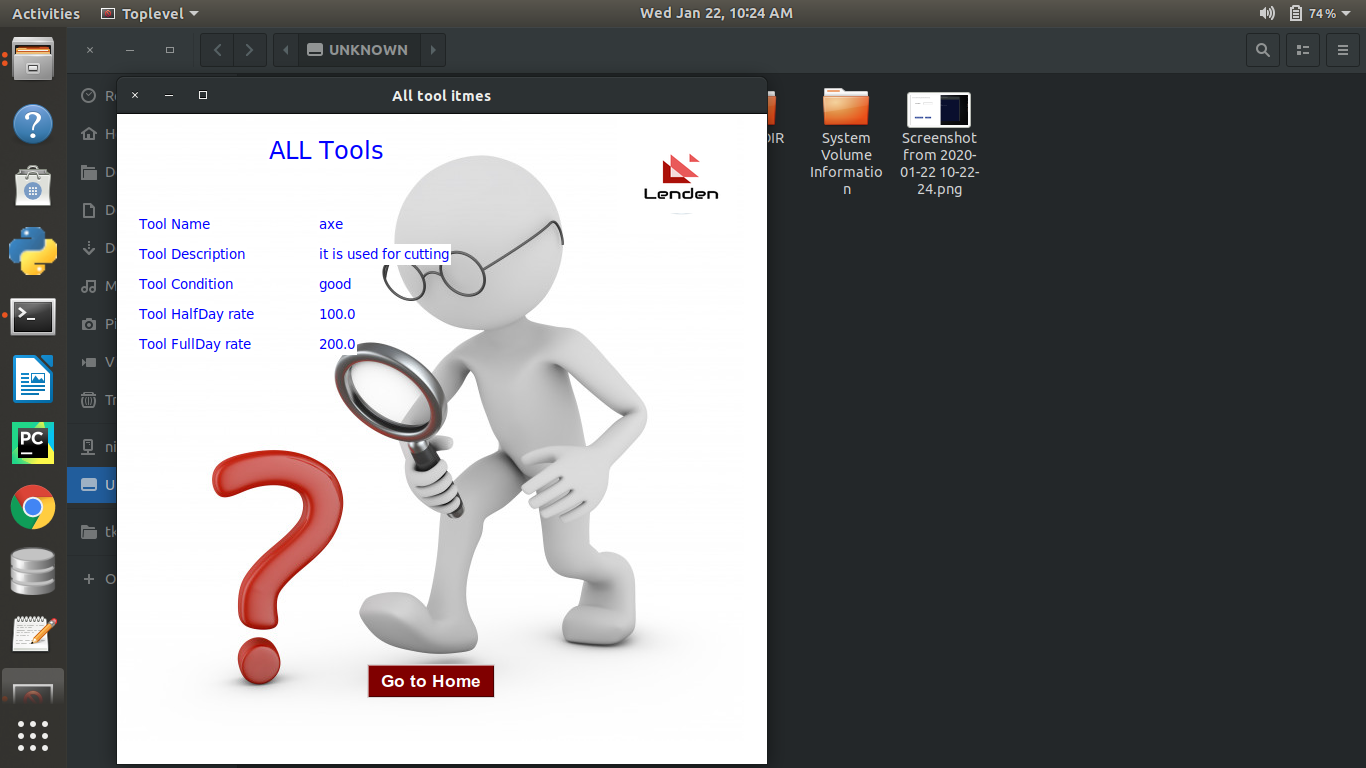 Activities
Toplevel
Wed Jan 22, 10:24 AM
74%
UNKNOWN
All tool itmes
ALL Tools
Lenden
Tool Name axe
Tool Description it is used for cutting
Tool Condition good
Tool HalfDay rate 100.0
Tool FullDay rate 200.0
Go to Home
DIR
System
Volume
Informatio
n
Screenshot
from 2020-
01-22 10-22-
24.png
PC